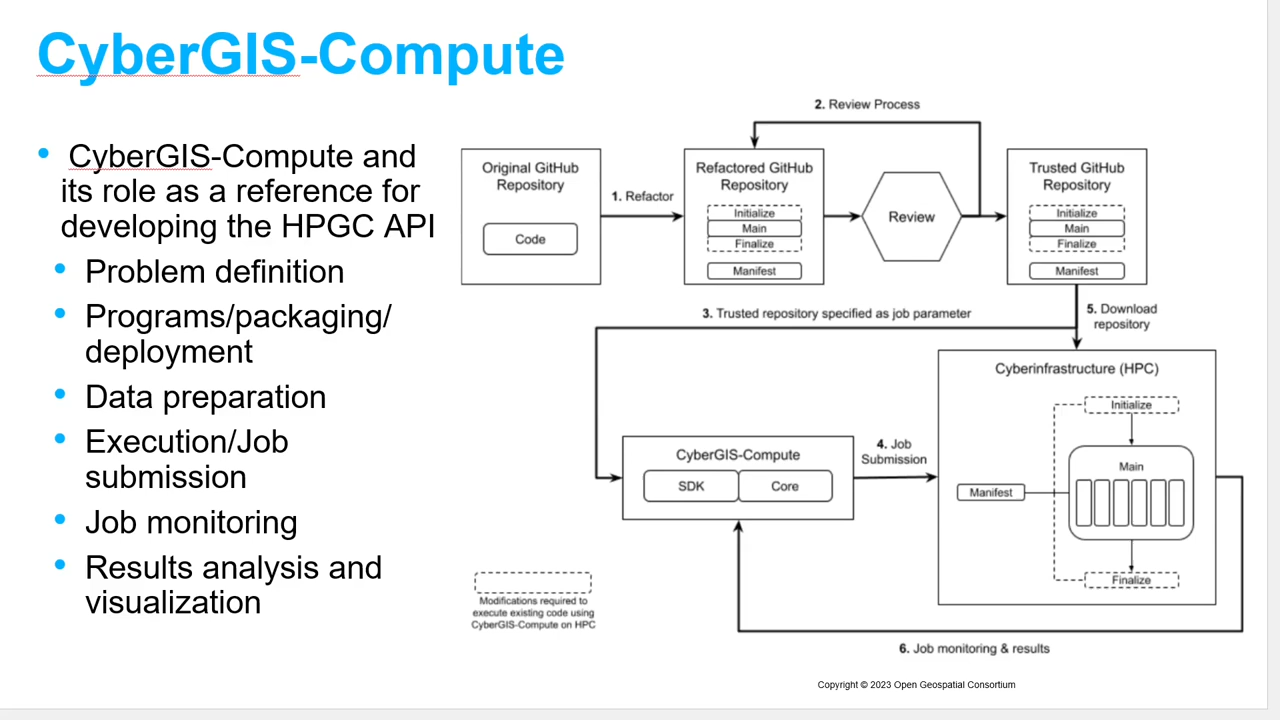 CyberGIS-Compute
• CyberGIS-Compute and
its role as a reference for
developing the HPGC API
• Problem definition
• Programs/packaging/
deployment
• Data preparation
• Execution/Job
submission
• Job monitoring
• Results analysis and
visualization
2. Review Process
Original GitHub
Repository
Code
1. Refactor
Refactored GitHub
Repository
Initialize
Main
Finalize
Manifest
Review
Trusted GitHub
Repository
Initialize
Main
Finalize
Manifest
3. Trusted repository specified as job parameter
5. Download
repository
CyberGIS-Compute
SDK
Core
4. Job
Submission
Cyberinfrastructure (HPC)
Initialize
Main
Manifest
Finalize
Modifications required to
execute existing code using
CyberGIS-Compute on HPC
6. Job monitoring & results
Copyright © 2023 Open Geospatial Consortium